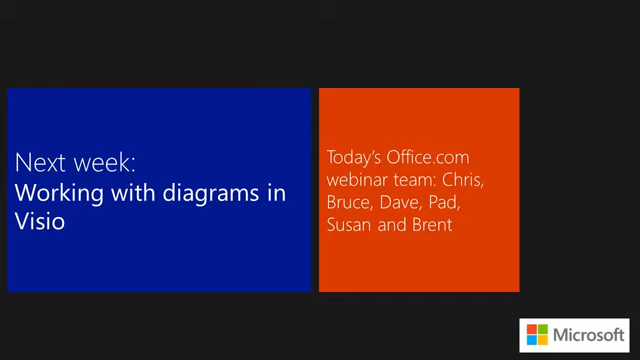 Next week:
Working with diagrams in
Visio
Today's Office.com
webinar team: Chris,
Bruce, Dave, Pad,
Susan and Brent
Microsoft